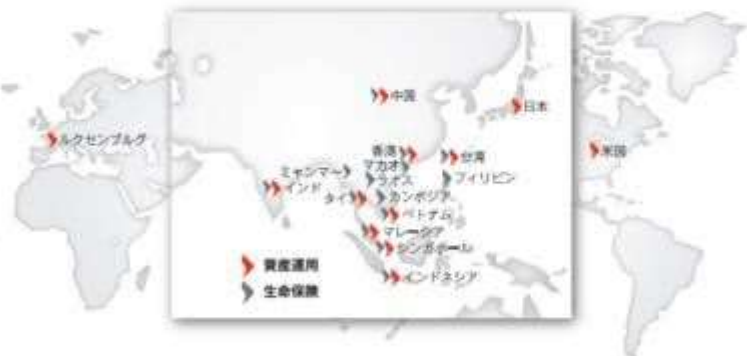 中国
日本
ルクセンブルグ
米国
香港
台湾
マカオ
ミャンマー
ラオス
フィリピン
インド
タイ
カンボジア
ベトナム
マレーシア
シンガポール
インドネシア
資産運用
生命保険